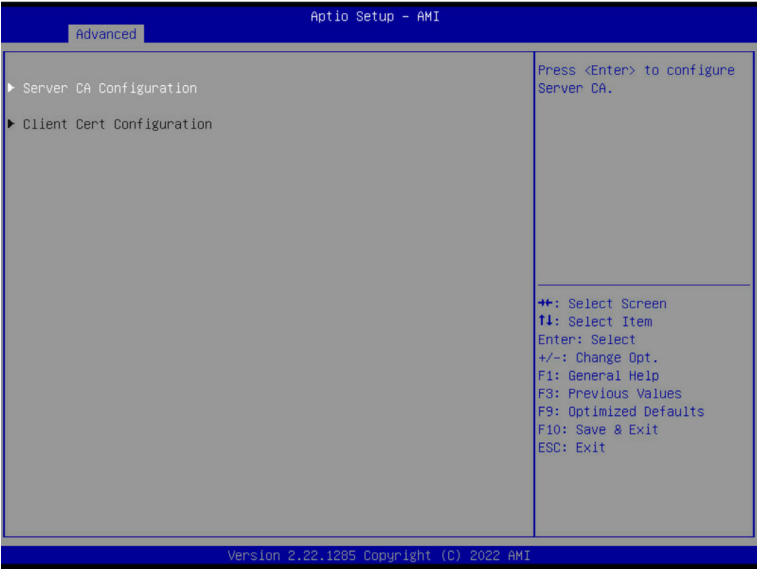 Aptio Setup – AMI
Advanced
▶ Server CA Configuration
▶ Client Cert Configuration
Press <Enter> to configure
Server CA.
→←: Select Screen
↑↓: Select Item
Enter: Select
+/-: Change Opt.
F1: General Help
F3: Previous Values
F9: Optimized Defaults
F10: Save & Exit
ESC: Exit
Version 2.22.1285 Copyright (C) 2022 AMI